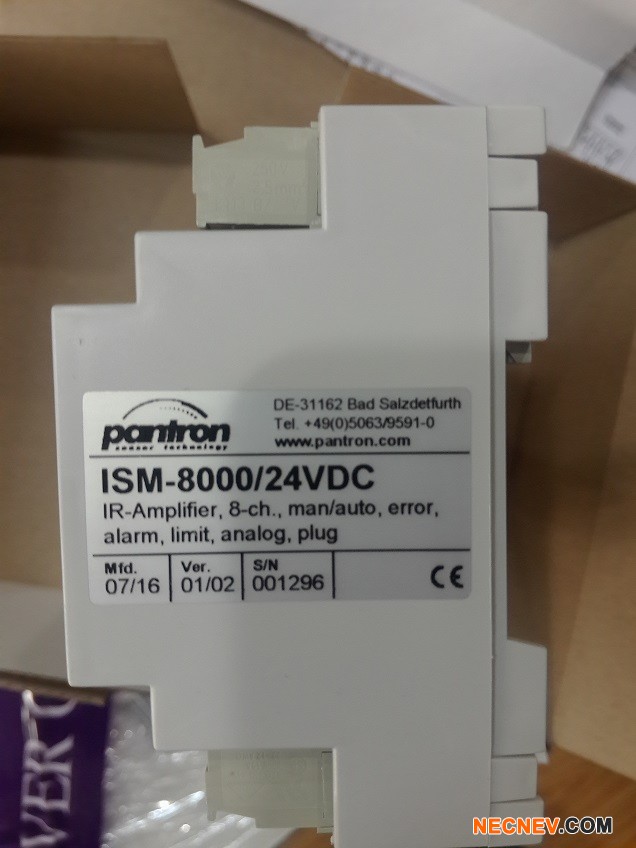 DE-31162 Bad Salzdetfurth
Tel. +49(0)5063/9591-0
www.pantron.com
pantron
sensor technology
ISM-8000/24VDC
IR-Amplifier, 8-ch., man/auto, error,
alarm, limit, analog, plug
Mfd. Ver. S/N
07/16 01/02 001296 CE
VER
NECNEV.COM